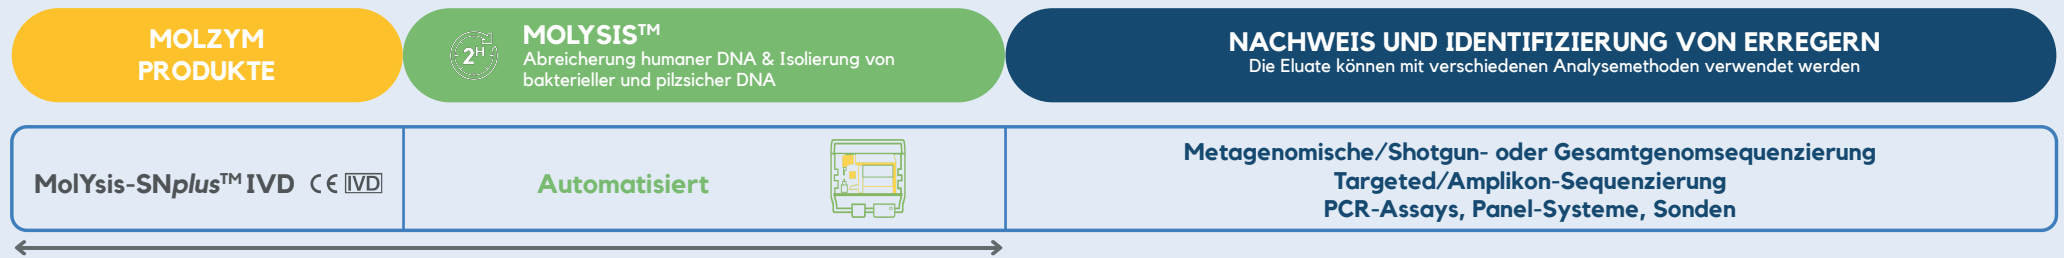 MOLZYM
PRODUKTE
2H
MOLYSIS™
Abreicherung humaner DNA & Isolierung von
bakterieller und pilzsicher DNA
NACHWEIS UND IDENTIFIZIERUNG VON ERREGERN
Die Eluate können mit verschiedenen Analysemethoden verwendet werden
MolYsis-SNplus™ IVD CE IVD
Automatisiert
Metagenomische/Shotgun- oder Gesamtgenomsequenzierung
Targeted/Amplikon-Sequenzierung
PCR-Assays, Panel-Systeme, Sonden